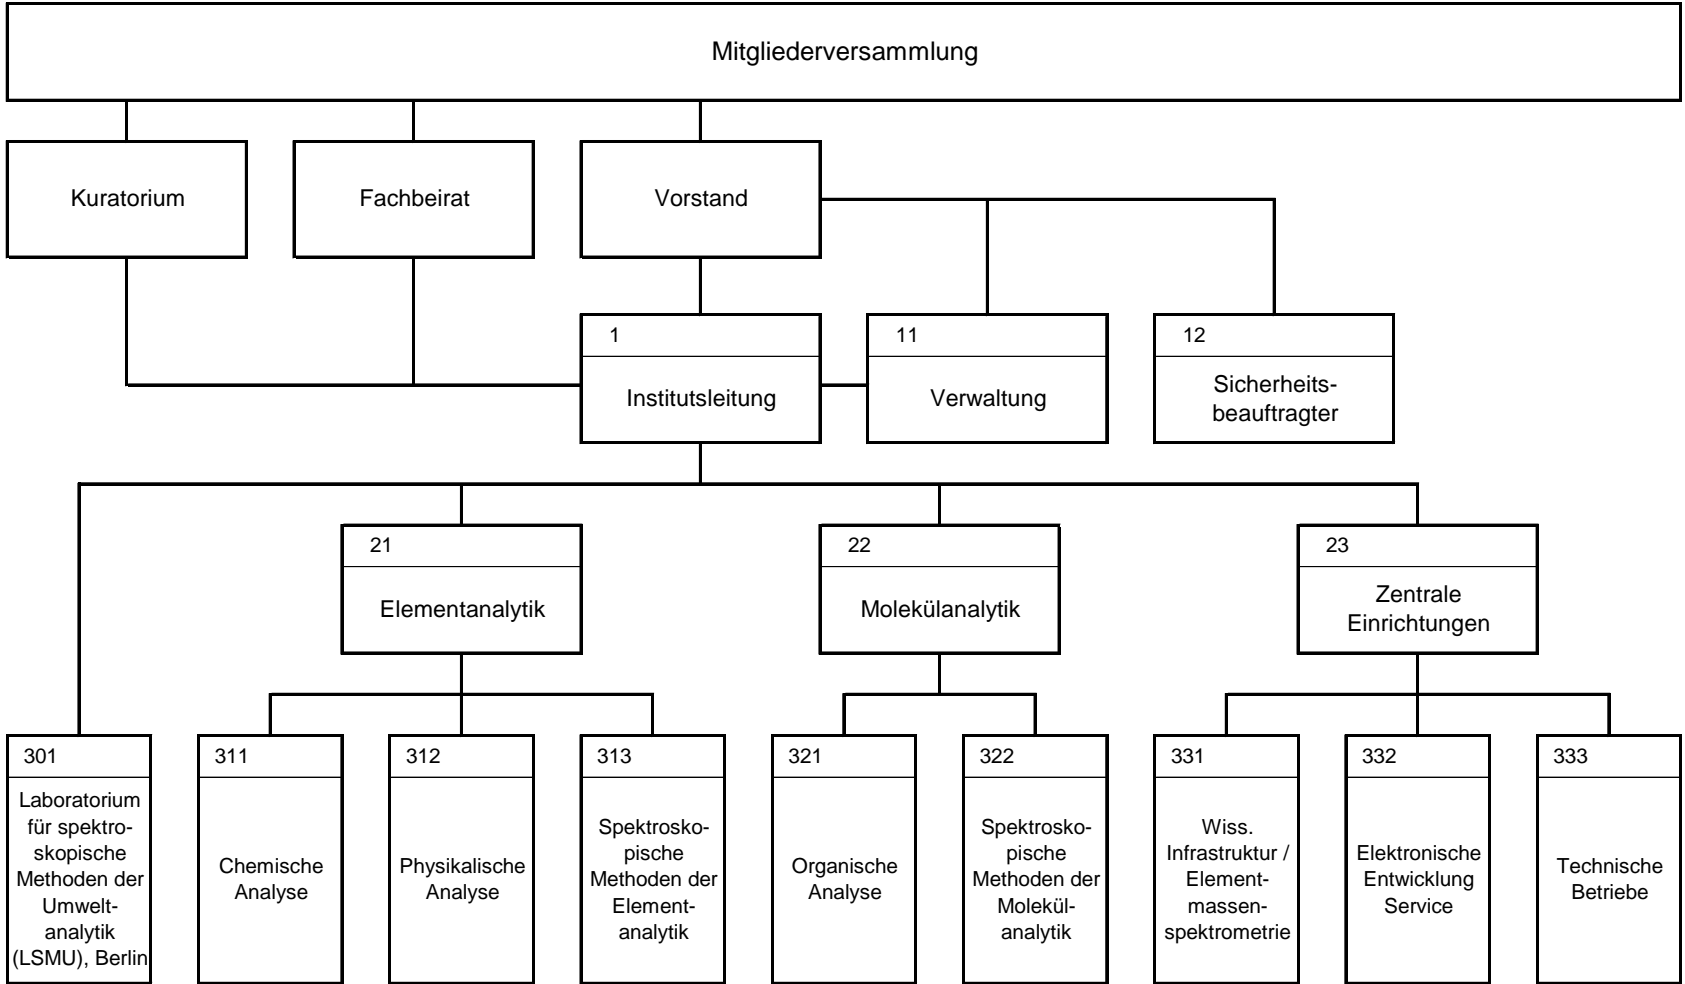 Mitgliederversammlung
Kuratorium
Fachbeirat
Vorstand
1
Institutsleitung
11
Verwaltung
12
Sicherheits-
beauftragter
21
Elementanalytik
22
Molekülanalytik
23
Zentrale
Einrichtungen
301
Laboratorium
für spektro-
skopische
Methoden der
Umwelt-
analytik
(LSMU), Berlin
311
Chemische
Analyse
312
Physikalische
Analyse
313
Spektrosko-
pische
Methoden der
Element-
analytik
321
Organische
Analyse
322
Spektrosko-
pische
Methoden der
Molekül-
analytik
331
Wiss.
Infrastruktur /
Element-
massen-
spektrometrie
332
Elektronische
Entwicklung
Service
333
Technische
Betriebe